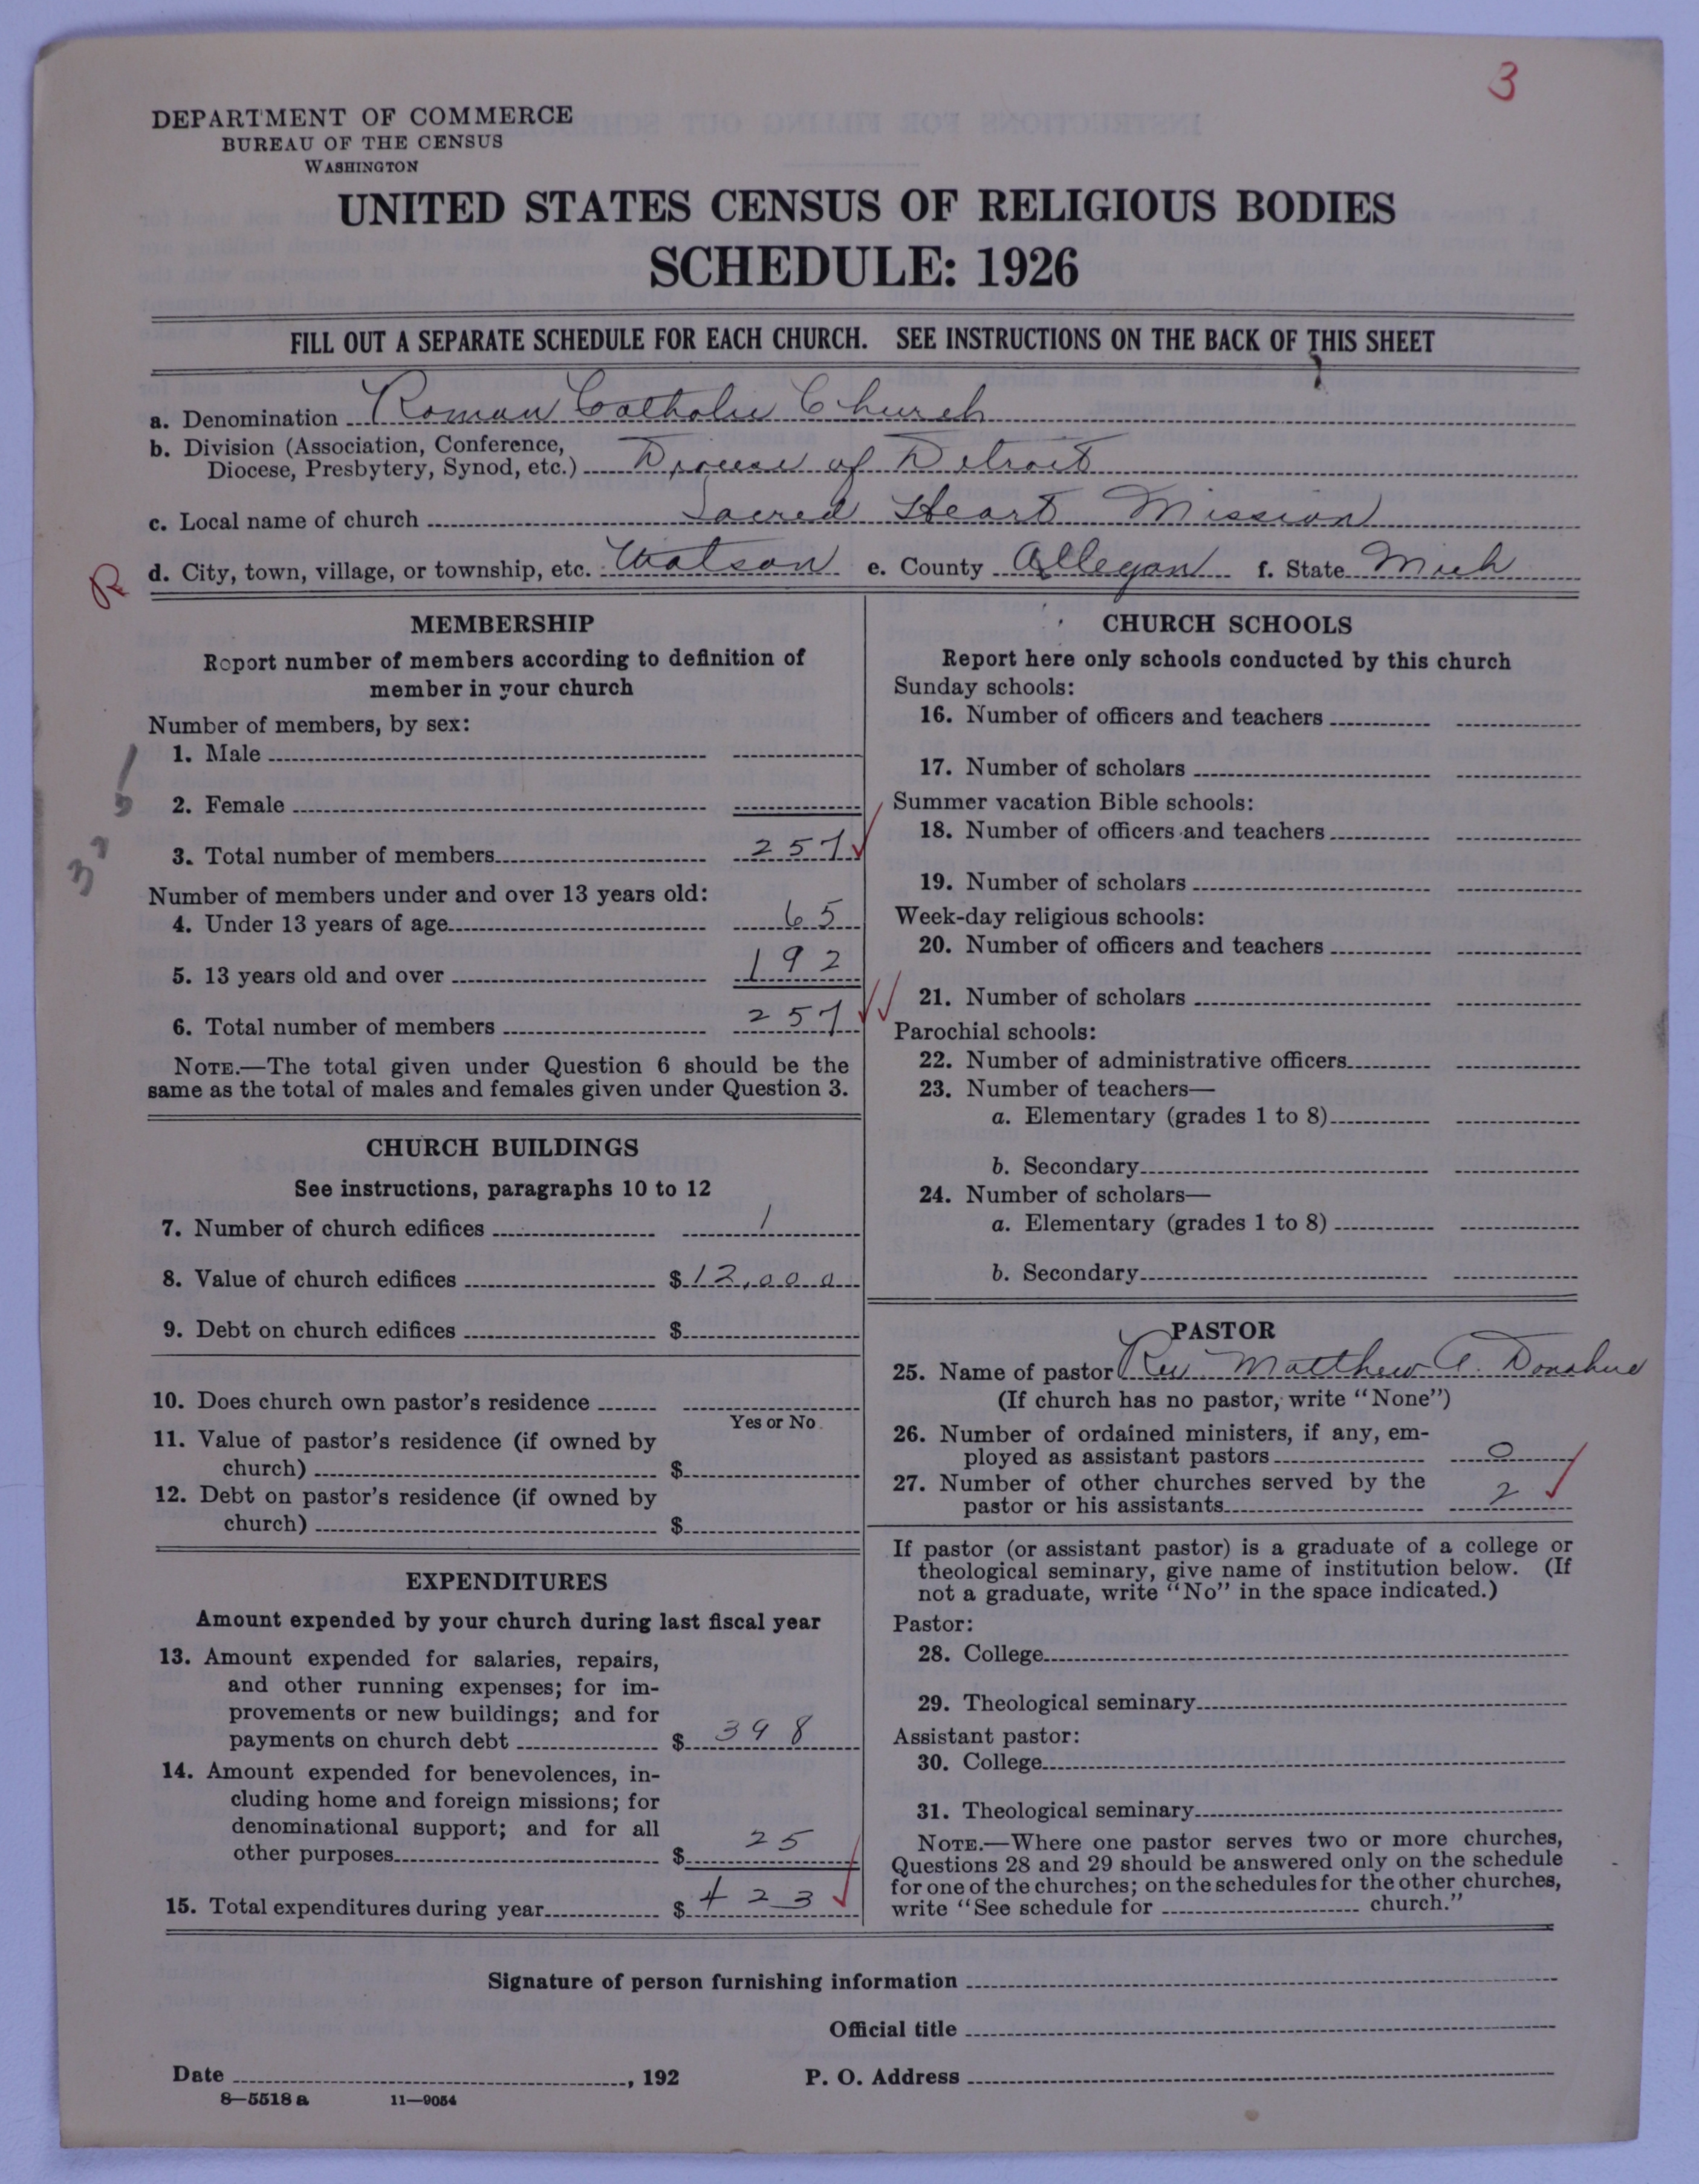 3
DEPARTMENT OF COMMERCE
BUREAU OF THE CENSUS
WASHINGTON
UNITED STATES CENSUS OF RELIGIOUS BODIES
SCHEDULE: 1926
FILL OUT A SEPARATE SCHEDULE FOR EACH CHURCH. SEE INSTRUCTIONS ON THE BACK OF THIS SHEET
a. Denomination Roman Catholic Church
b. Division (Association, Conference,
Diocese, Presbytery, Synod, etc.) Diocese of Detroit
c. Local name of church Sacred Heart Mission
R d. City, town, village, or township, etc. Watson e. County Allegan f. State Mich
MEMBERSHIP
Report number of members according to definition of
member in your church
Number of members, by sex:
1. Male
2. Female
3. Total number of members 257
Number of members under and over 13 years old:
4. Under 13 years of age 65
5. 13 years old and over 192
6. Total number of members 257
NOTE.—The total given under Question 6 should be the
same as the total of males and females given under Question 3.
CHURCH BUILDINGS
See instructions, paragraphs 10 to 12
7. Number of church edifices 1
8. Value of church edifices $12,000
9. Debt on church edifices $
10. Does church own pastor's residence
Yes or No
11. Value of pastor's residence (if owned by
church) $
12. Debt on pastor's residence (if owned by
church) $
EXPENDITURES
Amount expended by your church during last fiscal year
13. Amount expended for salaries, repairs,
and other running expenses; for im-
provements or new buildings; and for
payments on church debt $ 398
14. Amount expended for benevolences, in-
cluding home and foreign missions; for
denominational support; and for all
other purposes $ 25
15. Total expenditures during year $ 423
CHURCH SCHOOLS
Report here only schools conducted by this church
Sunday schools:
16. Number of officers and teachers
17. Number of scholars
Summer vacation Bible schools:
18. Number of officers and teachers
19. Number of scholars
Week-day religious schools:
20. Number of officers and teachers
21. Number of scholars
Parochial schools:
22. Number of administrative officers
23. Number of teachers—
a. Elementary (grades 1 to 8)
b. Secondary
24. Number of scholars—
a. Elementary (grades 1 to 8)
b. Secondary
PASTOR
25. Name of pastor Rev. Matthew A. Donahue
(If church has no pastor, write "None")
26. Number of ordained ministers, if any, em-
ployed as assistant pastors 0
27. Number of other churches served by the
pastor or his assistants 2
If pastor (or assistant pastor) is a graduate of a college or
theological seminary, give name of institution below. (If
not a graduate, write "No" in the space indicated.)
Pastor:
28. College
29. Theological seminary
Assistant pastor:
30. College
31. Theological seminary
NOTE.—Where one pastor serves two or more churches,
Questions 28 and 29 should be answered only on the schedule
for one of the churches; on the schedules for the other churches,
write "See schedule for church."
Signature of person furnishing information
Official title
Date , 192 P. O. Address
8—5518 a 11—9054